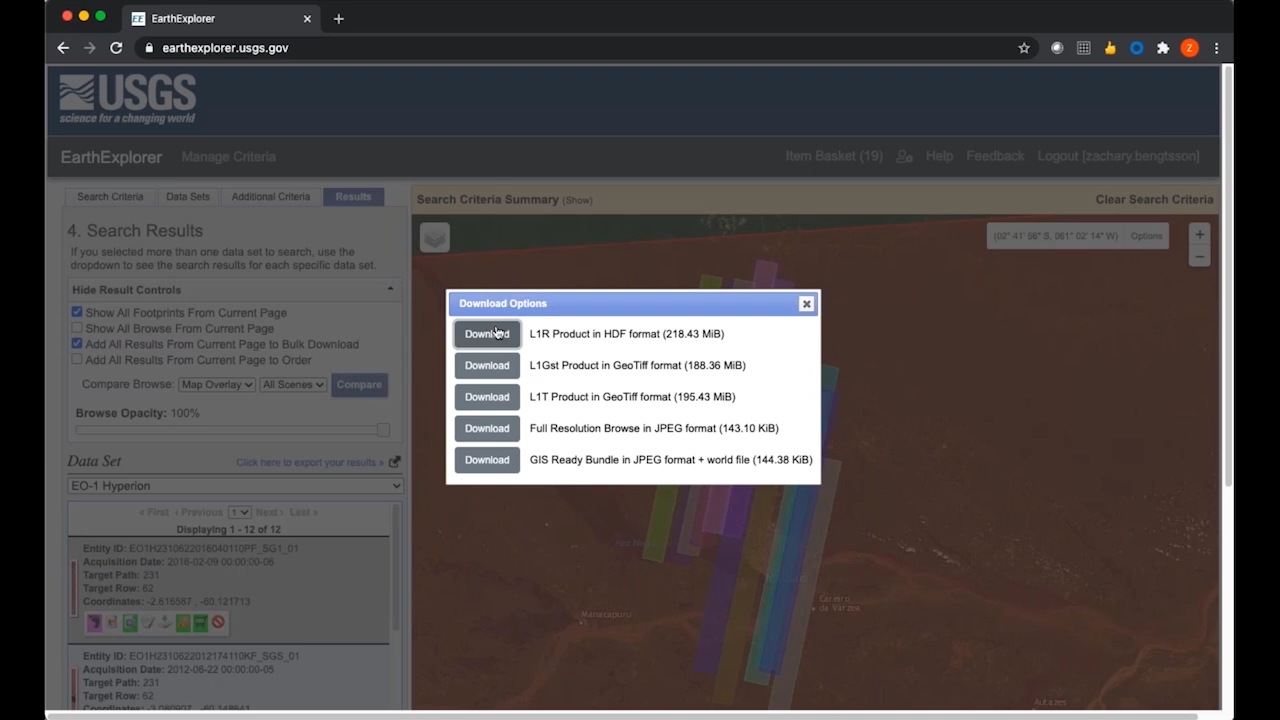 EarthExplorer
earthexplorer.usgs.gov
Z
USGS
science for a changing world
EarthExplorer Manage Criteria
Item Basket (19) Help Feedback Logout [zachary.bengtsson]
Search Criteria Data Sets Additional Criteria Results
Search Criteria Summary (Show) Clear Search Criteria
4. Search Results
If you selected more than one data set to search, use the
dropdown to see the search results for each specific data set.
(02° 41' 56" S, 061° 02' 14" W) Options
Hide Result Controls
Show All Footprints From Current Page
Show All Browse From Current Page
Add All Results From Current Page to Bulk Download
Add All Results From Current Page to Order
Compare Browse: Map Overlay All Scenes Compare
Browse Opacity: 100%
Data Set Click here to export your results »
EO-1 Hyperion
« First ‹ Previous 1 Next › Last »
Displaying 1 - 12 of 12
Entity ID: EO1H2310622016040110PF_SG1_01
Acquisition Date: 2016-02-09 00:00:00-06
Target Path: 231
Target Row: 62
Coordinates: -2.616587 , -60.121713
Entity ID: EO1H2310622012174110KF_SGS_01
Acquisition Date: 2012-06-22 00:00:00-05
Target Path: 231
Target Row: 62
Coordinates: -3.080907 , -60.148641
Download Options
Download L1R Product in HDF format (218.43 MiB)
Download L1Gst Product in GeoTiff format (188.36 MiB)
Download L1T Product in GeoTiff format (195.43 MiB)
Download Full Resolution Browse in JPEG format (143.10 KiB)
Download GIS Ready Bundle in JPEG format + world file (144.38 KiB)
Manacapuru
Careiro
da Várzea
Autazes